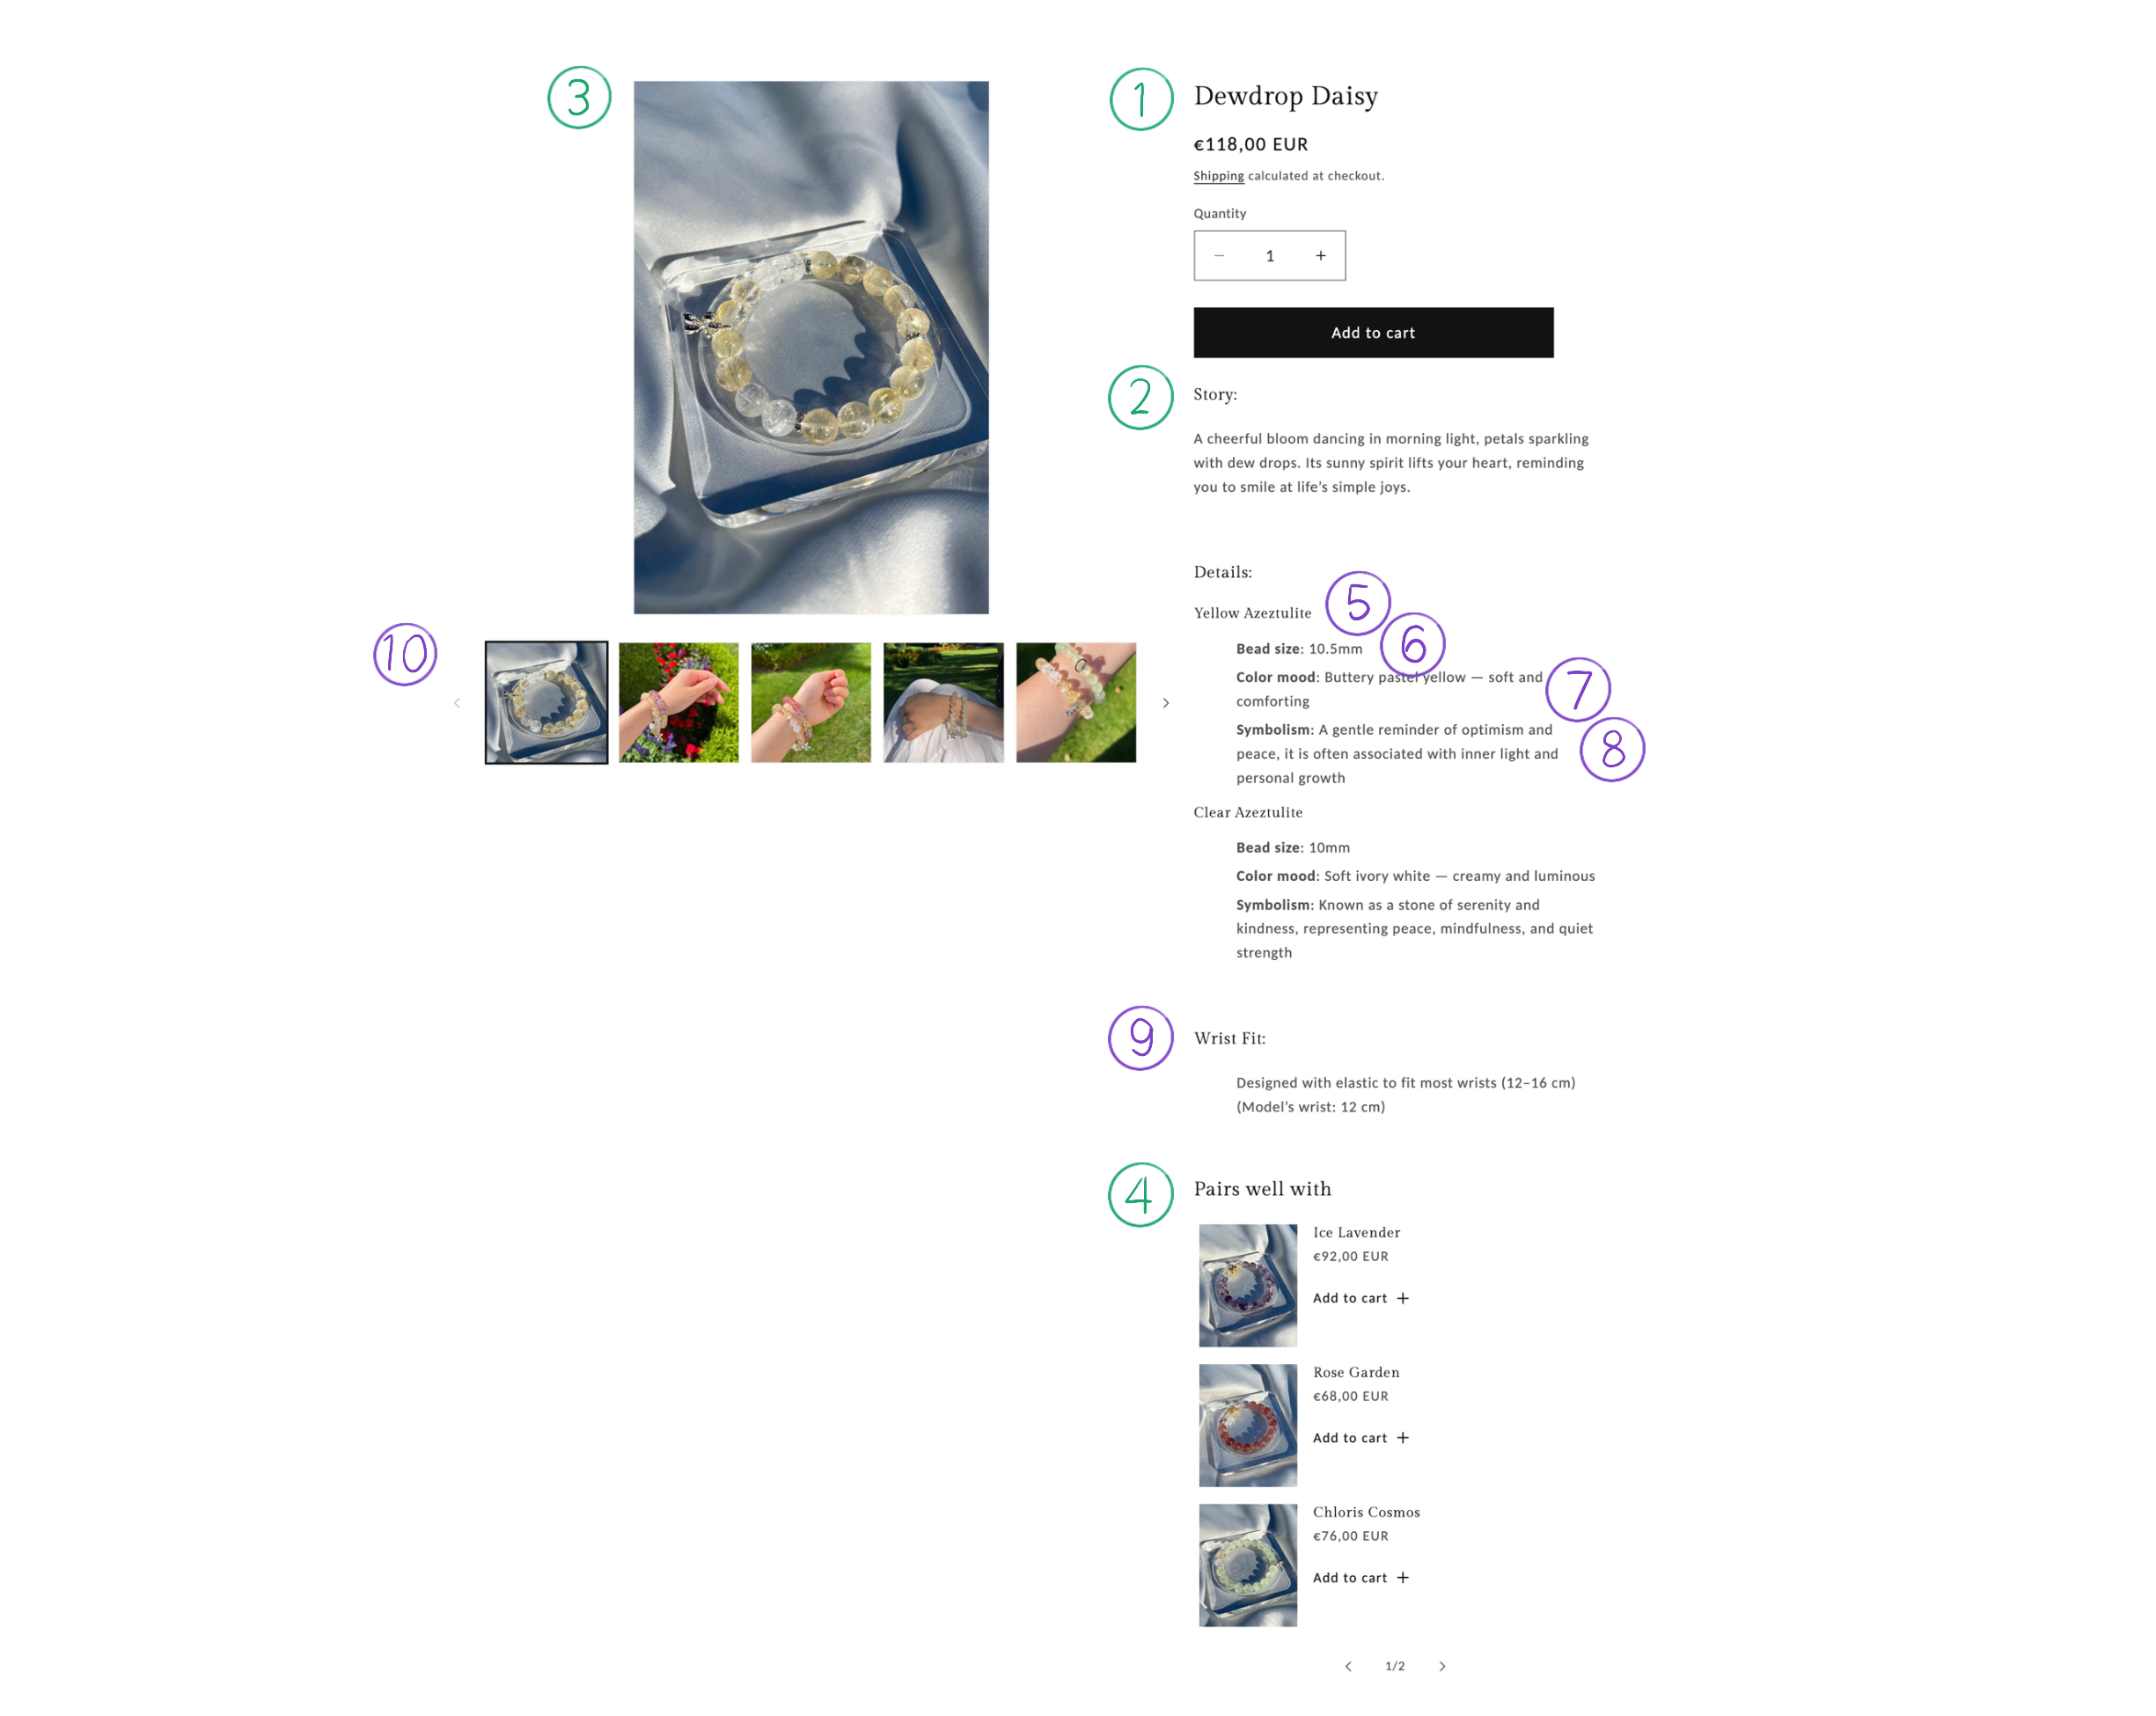 3
1
Dewdrop Daisy
€118,00 EUR
Shipping calculated at checkout.
Quantity
− 1 +
Add to cart
2
Story:
A cheerful bloom dancing in morning light, petals sparkling
with dew drops. Its sunny spirit lifts your heart, reminding
you to smile at life’s simple joys.
Details:
5
Yellow Azeztulite
6
Bead size: 10.5mm
Color mood: Buttery pastel yellow — soft and
comforting
7
Symbolism: A gentle reminder of optimism and
peace, it is often associated with inner light and
personal growth
8
10
Clear Azeztulite
Bead size: 10mm
Color mood: Soft ivory white — creamy and luminous
Symbolism: Known as a stone of serenity and
kindness, representing peace, mindfulness, and quiet
strength
9
Wrist Fit:
Designed with elastic to fit most wrists (12–16 cm)
(Model’s wrist: 12 cm)
4
Pairs well with
Ice Lavender
€92,00 EUR
Add to cart +
Rose Garden
€68,00 EUR
Add to cart +
Chloris Cosmos
€76,00 EUR
Add to cart +
1/2